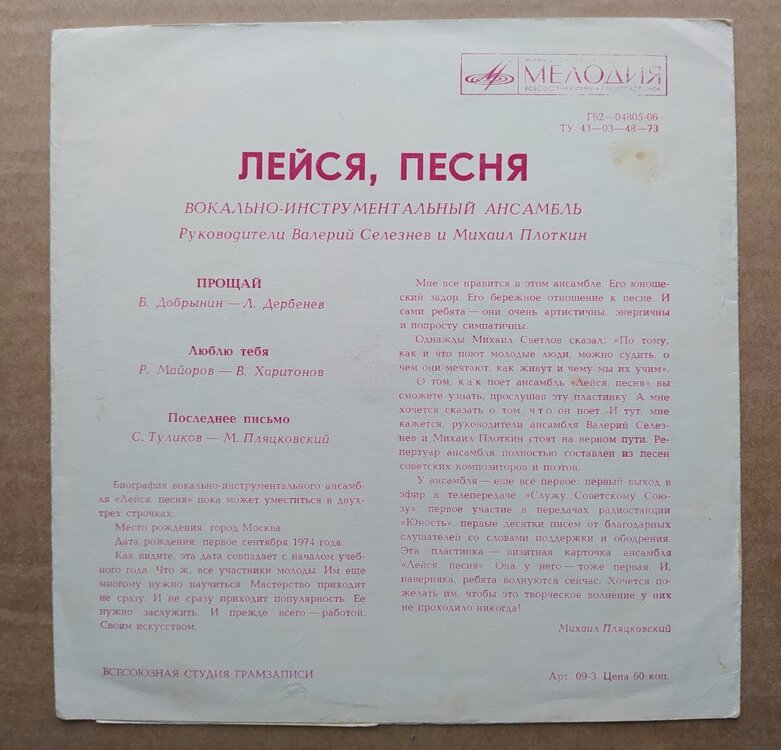 МЕЛОДИЯ
ВСЕСОЮЗНАЯ ФИРМА ГРАМПЛАСТИНОК
Г62—04805-06
ТУ 43—03—48—73
ЛЕЙСЯ, ПЕСНЯ
ВОКАЛЬНО-ИНСТРУМЕНТАЛЬНЫЙ АНСАМБЛЬ
Руководители Валерий Селезнев и Михаил Плоткин
ПРОЩАЙ
В. Добрынин — Л. Дербенев
Люблю тебя
Р. Майоров — В. Харитонов
Последнее письмо
С. Туликов — М. Пляцковский
Биография вокально-инструментального ансамб-
ля «Лейся, песня» пока может уместиться в двух-
трех строчках.
Место рождения: город Москва.
Дата рождения: первое сентября 1974 года.
Как видите, эта дата совпадает с началом учеб-
ного года. Что ж, все участники молоды. Им еще
многому нужно научиться. Мастерство приходит
не сразу. И не сразу приходит популярность. Ее
нужно заслужить. И прежде всего — работой.
Своим искусством.
Мне все нравится в этом ансамбле. Его юноше-
ский задор. Его бережное отношение к песне. И
сами ребята — они очень артистичны, энергичны
и попросту симпатичны.
Однажды Михаил Светлов сказал: «По тому,
как и что поют молодые люди, можно судить, о
чем они мечтают, как живут и чему мы их учим».
О том, как поет ансамбль «Лейся, песня» вы
сможете узнать, прослушав эту пластинку. А мне
хочется сказать о том, что он поет. И тут, мне
кажется, руководители ансамбля Валерий Селез-
нев и Михаил Плоткин стоят на верном пути. Ре-
пертуар ансамбля полностью составлен из песен
советских композиторов и поэтов.
У ансамбля — еще все первое: первый выход в
эфир в телепередаче «Служу Советскому Сою-
зу», первое участие в передачах радиостанции
«Юность», первые десятки писем от благодарных
слушателей со словами поддержки и ободрения.
Эта пластинка — визитная карточка ансамбля
«Лейся, песня». Она у него — тоже первая. И,
наверняка, ребята волнуются сейчас. Хочется по-
желать им, чтобы это творческое волнение у них
не проходило никогда!
Михаил Пляцковский
ВСЕСОЮЗНАЯ СТУДИЯ ГРАМЗАПИСИ
Арт. 09-3. Цена 60 коп.